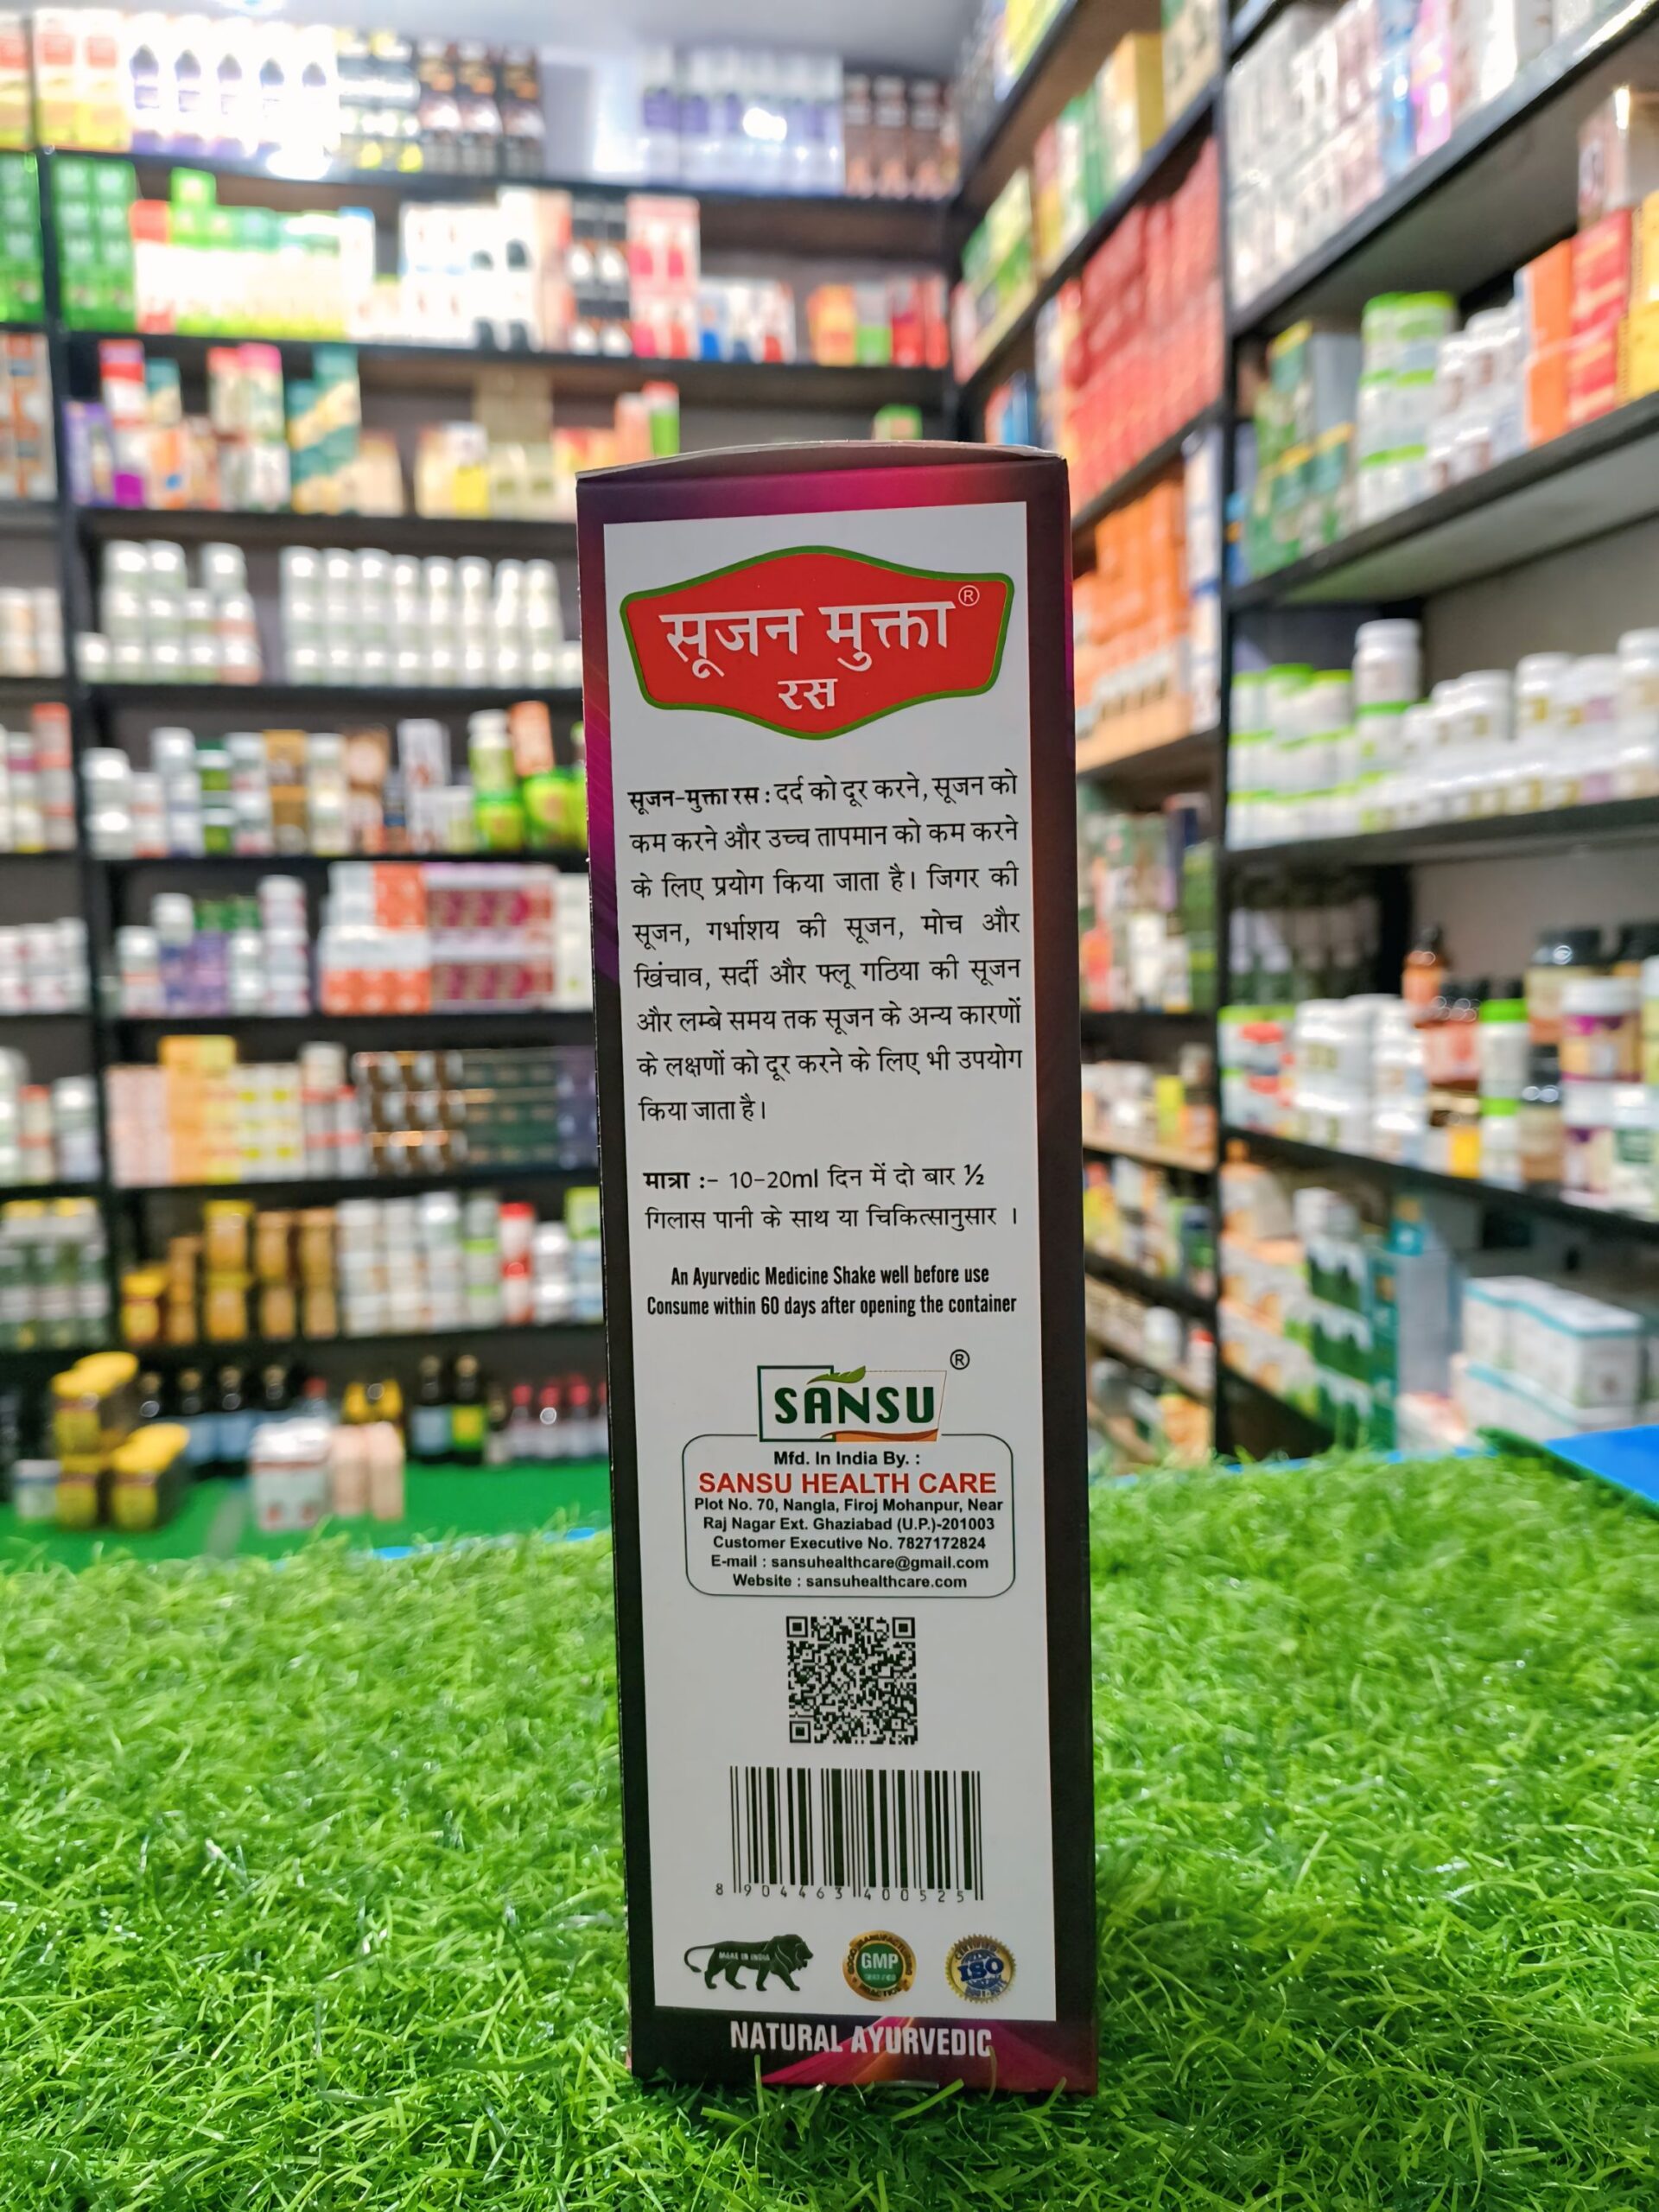 सूजन मुक्ता®
रस
सूजन-मुक्ता रस : दर्द को दूर करने, सूजन को
कम करने और उच्च तापमान को कम करने
के लिए प्रयोग किया जाता है। जिगर की
सूजन, गर्भाशय की सूजन, मोच और
खिंचाव, सर्दी और फ्लू गठिया की सूजन
और लम्बे समय तक सूजन के अन्य कारणों
के लक्षणों को दूर करने के लिए भी उपयोग
किया जाता है।
मात्रा :- 10-20ml दिन में दो बार ½
गिलास पानी के साथ या चिकित्सानुसार ।
An Ayurvedic Medicine Shake well before use
Consume within 60 days after opening the container
SANSU®
Mfd. In India By. :
SANSU HEALTH CARE
Plot No. 70, Nangla, Firoj Mohanpur, Near
Raj Nagar Ext. Ghaziabad (U.P.)-201003
Customer Executive No. 7827172824
E-mail : sansuhealthcare@gmail.com
Website : sansuhealthcare.com
8 904463 400525
MAKE IN INDIA
GMP
ISO
NATURAL AYURVEDIC